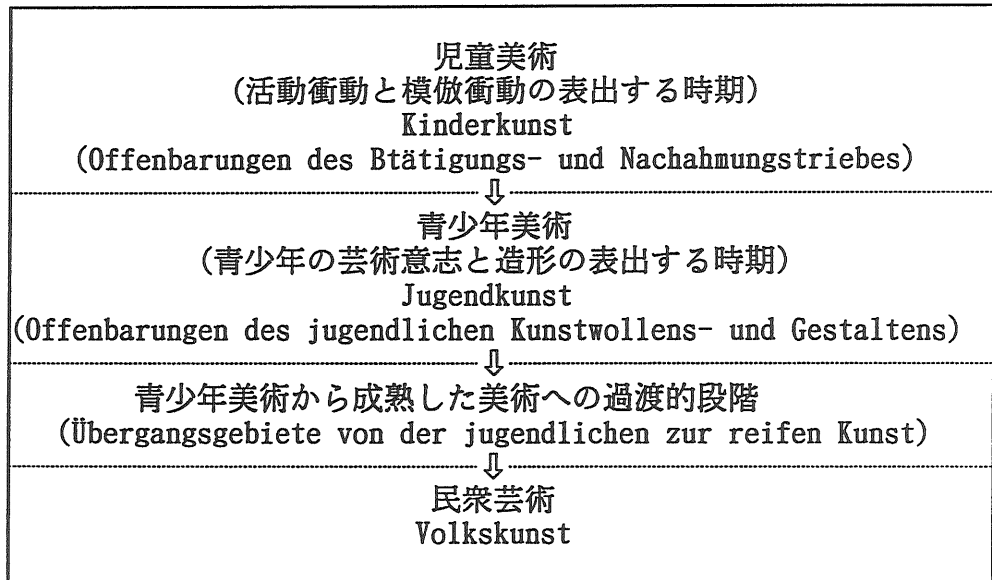 児童美術
(活動衝動と模倣衝動の表出する時期)
Kinderkunst
(Offenbarungen des Btätigungs- und Nachahmungstriebes)
⇩
青少年美術
(青少年の芸術意志と造形の表出する時期)
Jugendkunst
(Offenbarungen des jugendlichen Kunstwollens- und Gestaltens)
⇩
青少年美術から成熟した美術への過渡的段階
(Übergangsgebiete von der jugendlichen zur reifen Kunst)
⇩
民衆芸術
Volkskunst